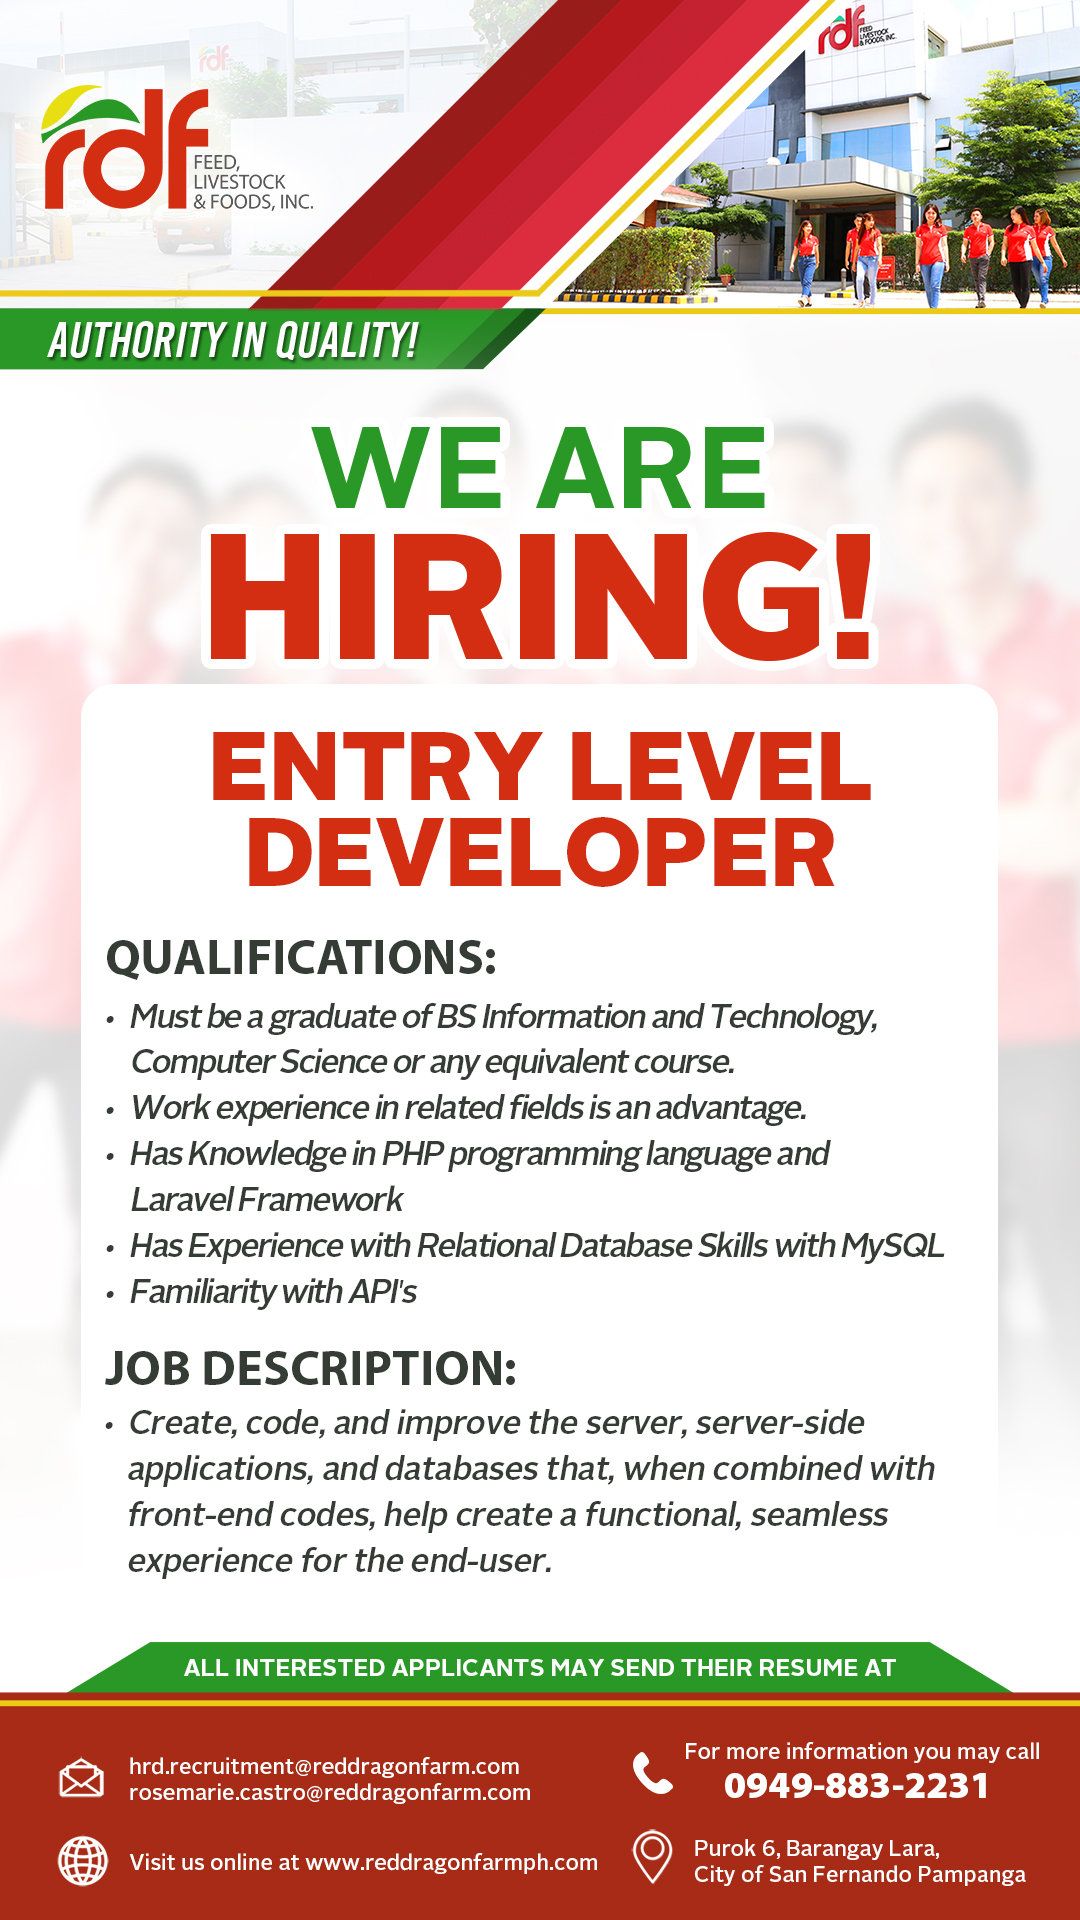 rdf
FEED,
LIVESTOCK
& FOODS, INC.
rdf
FEED
LIVESTOCK
& FOODS, INC.
rdf
AUTHORITY IN QUALITY!
WE ARE
HIRING!
ENTRY LEVEL
DEVELOPER
QUALIFICATIONS:
• Must be a graduate of BS Information and Technology,
Computer Science or any equivalent course.
• Work experience in related fields is an advantage.
• Has Knowledge in PHP programming language and
Laravel Framework
• Has Experience with Relational Database Skills with MySQL
• Familiarity with API's
JOB DESCRIPTION:
• Create, code, and improve the server, server-side
applications, and databases that, when combined with
front-end codes, help create a functional, seamless
experience for the end-user.
ALL INTERESTED APPLICANTS MAY SEND THEIR RESUME AT
hrd.recruitment@reddragonfarm.com
rosemarie.castro@reddragonfarm.com
For more information you may call
0949-883-2231
Visit us online at www.reddragonfarmph.com
Purok 6, Barangay Lara,
City of San Fernando Pampanga